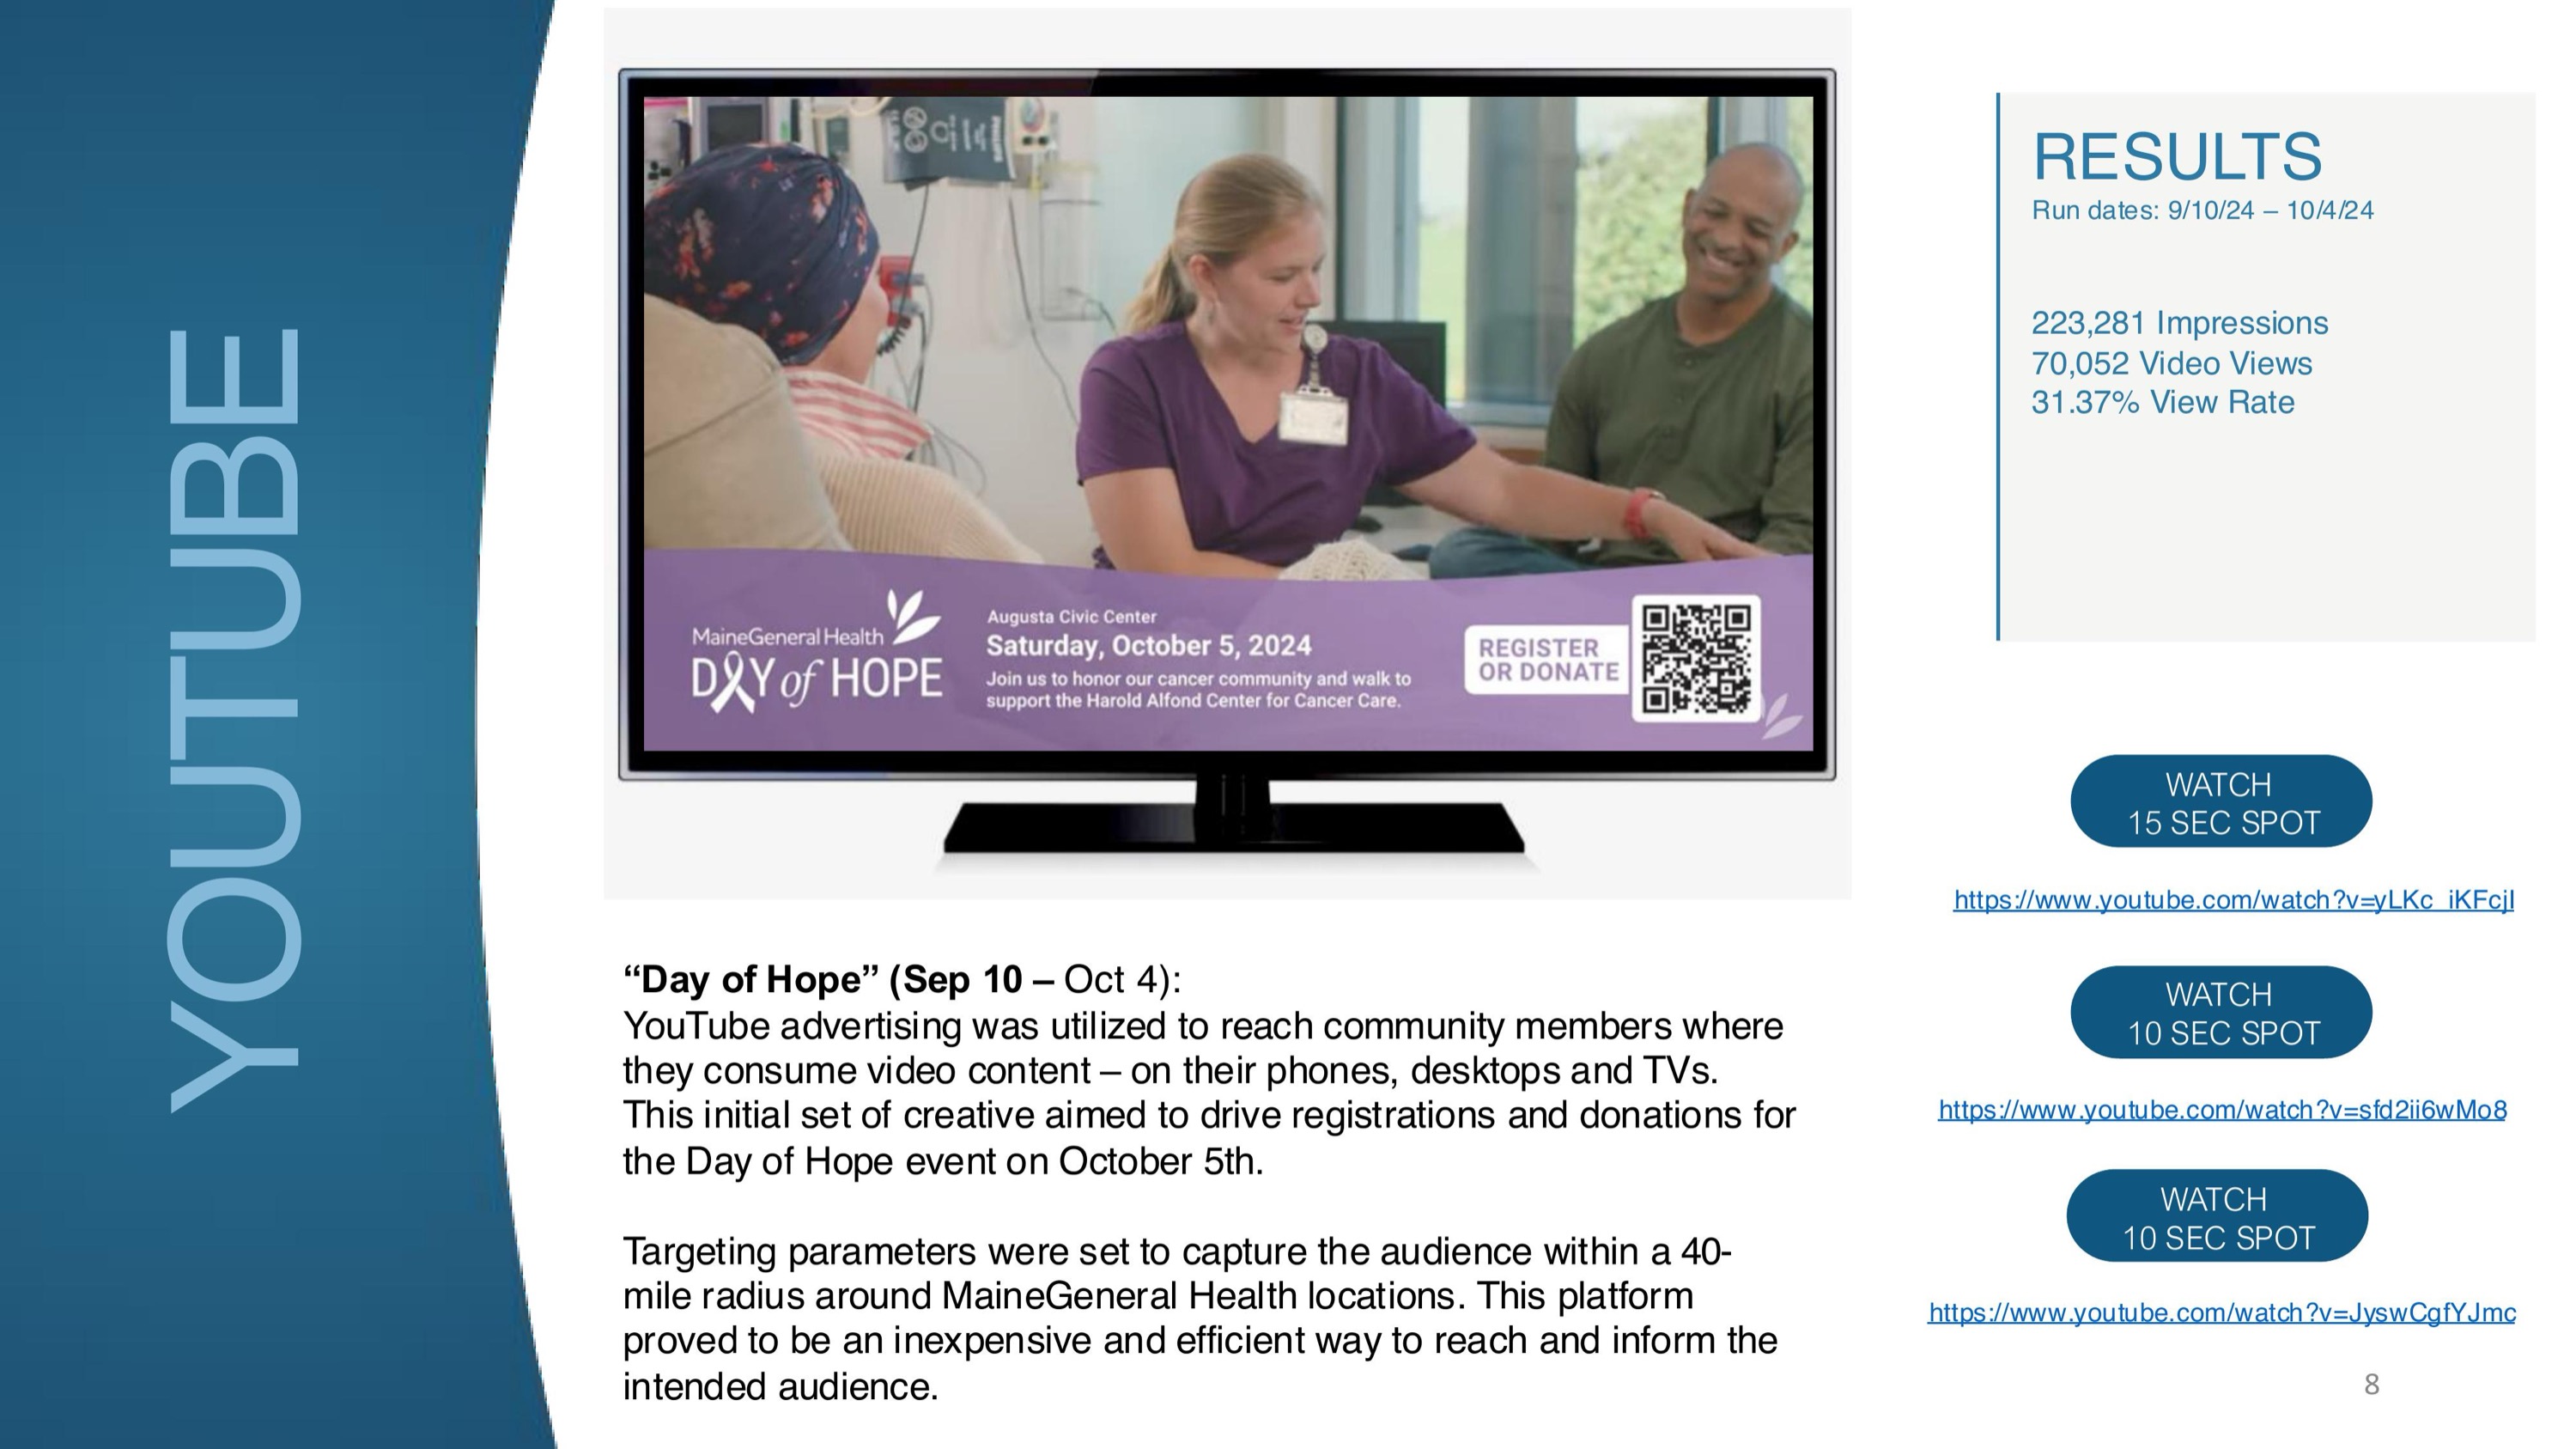 YOUTUBE
MaineGeneral Health
DAY of HOPE
Augusta Civic Center
Saturday, October 5, 2024
Join us to honor our cancer community and walk to
support the Harold Alfond Center for Cancer Care.
REGISTER
OR DONATE
“Day of Hope” (Sep 10 – Oct 4):
YouTube advertising was utilized to reach community members where
they consume video content – on their phones, desktops and TVs.
This initial set of creative aimed to drive registrations and donations for
the Day of Hope event on October 5th.
Targeting parameters were set to capture the audience within a 40-
mile radius around MaineGeneral Health locations. This platform
proved to be an inexpensive and efficient way to reach and inform the
intended audience.
RESULTS
Run dates: 9/10/24 – 10/4/24
223,281 Impressions
70,052 Video Views
31.37% View Rate
WATCH
15 SEC SPOT
https://www.youtube.com/watch?v=yLKc_iKFcjI
WATCH
10 SEC SPOT
https://www.youtube.com/watch?v=sfd2ii6wMo8
WATCH
10 SEC SPOT
https://www.youtube.com/watch?v=JyswCgfYJmc
8